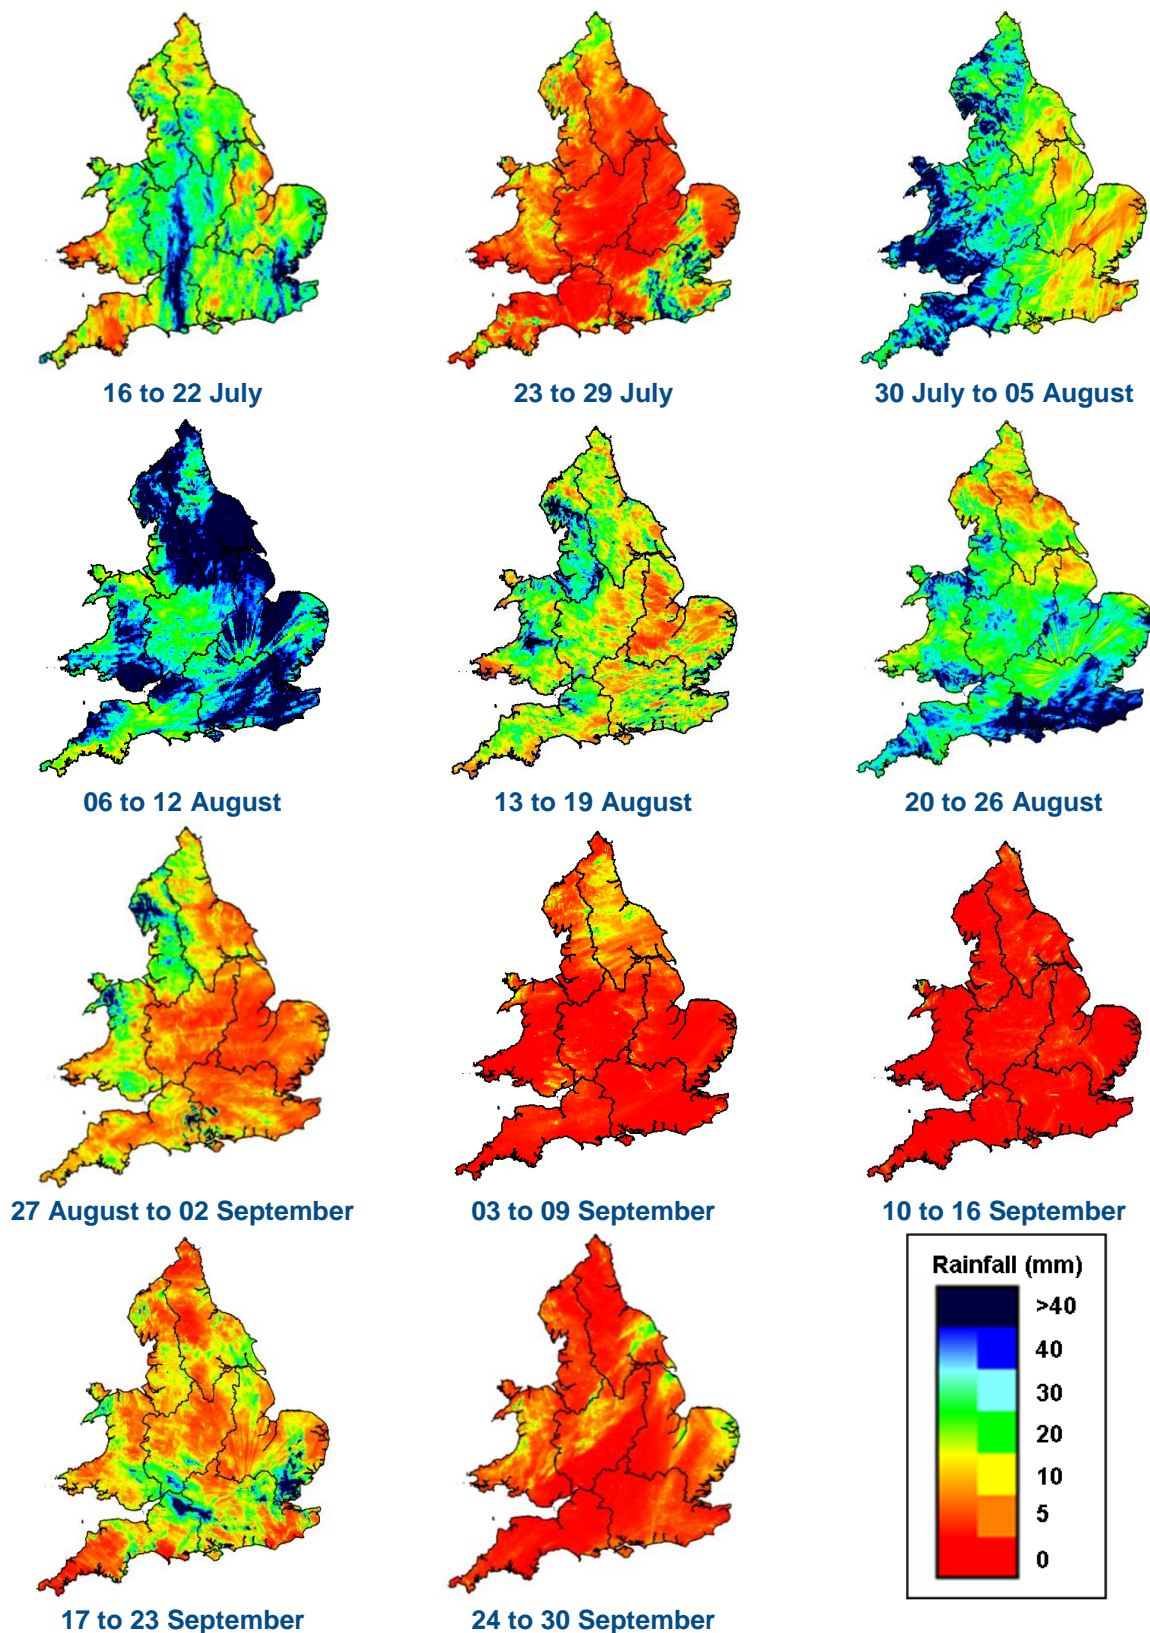 16 to 22 July
23 to 29 July
30 July to 05 August
06 to 12 August
13 to 19 August
20 to 26 August
27 August to 02 September
03 to 09 September
10 to 16 September
17 to 23 September
24 to 30 September
Rainfall (mm)
>40
40
30
20
10
5
0